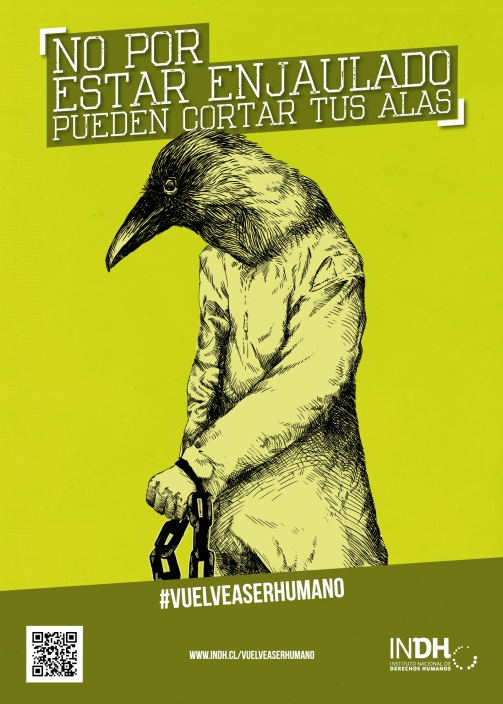 NO POR
ESTAR ENJAULADO
PUEDEN CORTAR TUS ALAS
#VUELVEASERHUMANO
WWW.INDH.CL/VUELVEASERHUMANO
INDH
INSTITUTO NACIONAL DE
DERECHOS HUMANOS